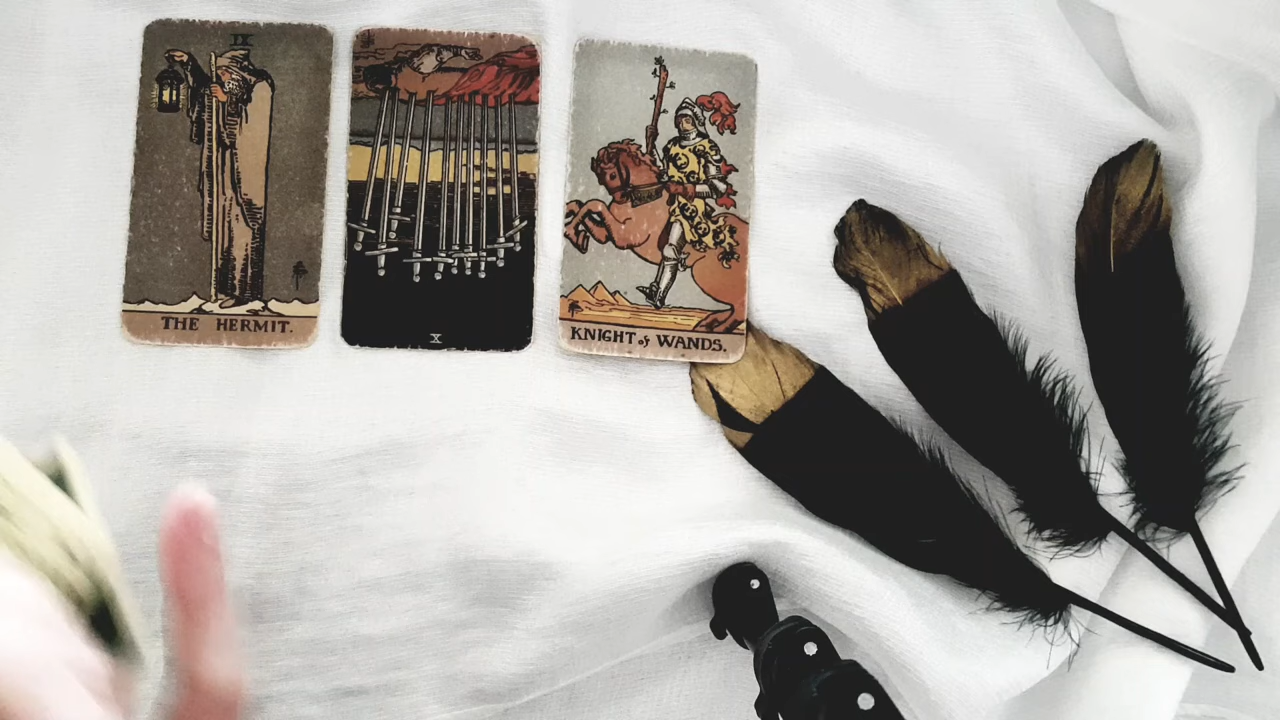 IX
THE HERMIT.
X
KNIGHT of WANDS.